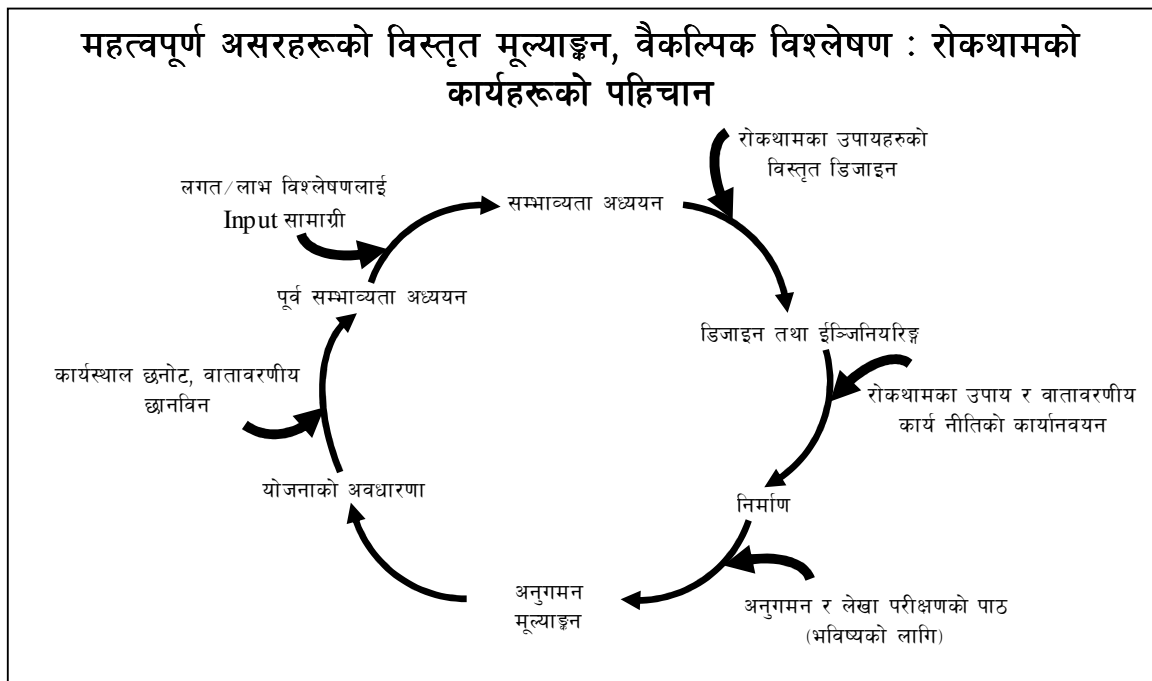 महत्वपूर्ण असरहरूको विस्तृत मूल्याङ्कन, वैकल्पिक विश्लेषण : रोकथामको
कार्यहरूको पहिचान
रोकथामका उपायहरुको
विस्तृत डिजाइन
लगत/लाभ विश्लेषणलाई
Input सामाग्री
सम्भाव्यता अध्ययन
पूर्व सम्भाव्यता अध्ययन
डिजाइन तथा ईञ्जिनियरिङ्ग
कार्यस्थाल छनोट, वातावरणीय
छानविन
रोकथामका उपाय र वातावरणीय
कार्य नीतिको कार्यानवयन
योजनाको अवधारणा
निर्माण
अनुगमन
मूल्याङ्कन
अनुगमन र लेखा परीक्षणको पाठ
(भविष्यको लागि)